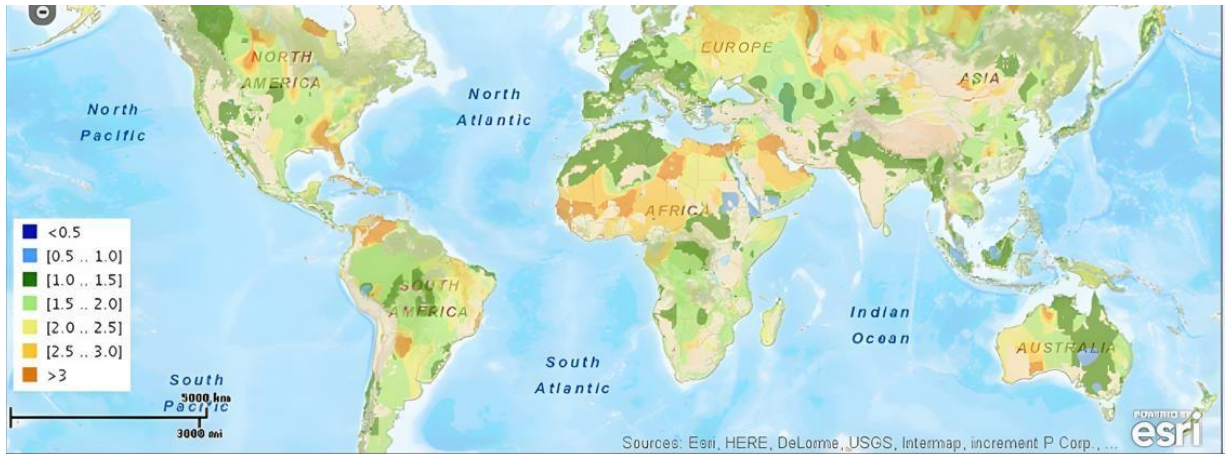 NORTH
AMERICA
EUROPE
ASIA
North
Pacific
North
Atlantic
AFRICA
<0.5
[0.5 .. 1.0]
[1.0 .. 1.5]
[1.5 .. 2.0]
[2.0 .. 2.5]
[2.5 .. 3.0]
>3
SOUTH
AMERICA
Indian
Ocean
AUSTRALIA
South
Atlantic
South
Pacific
5000 km
3000 mi
POWERED BY
esri
Sources: Esri, HERE, DeLorme, USGS, Intermap, increment P Corp., ...